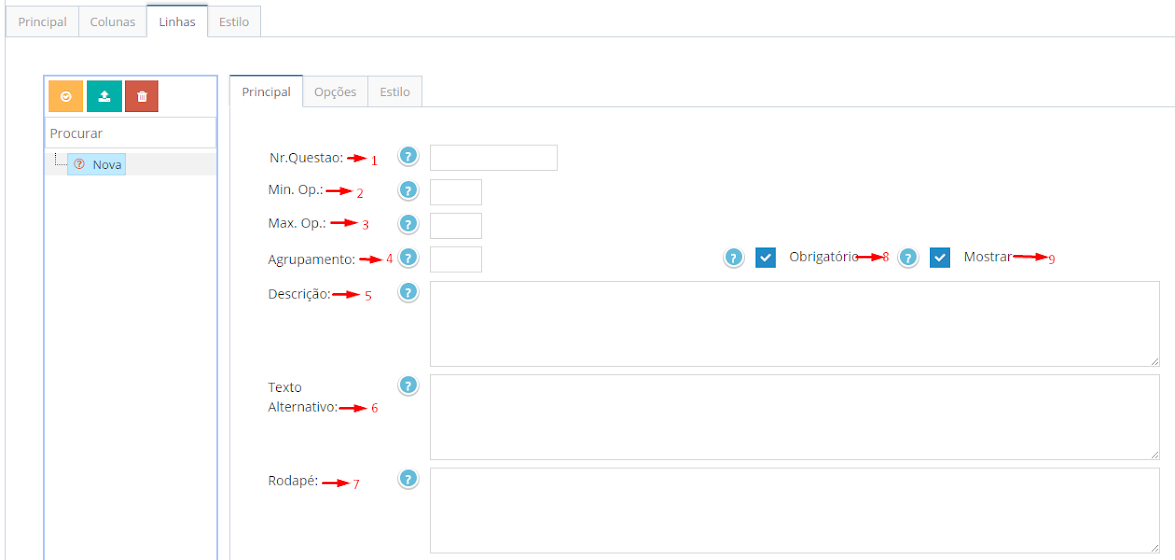 Principal Colunas Linhas Estilo
Principal Opções Estilo
Procurar
Nova
Nr.Questao: 1 ?
Min. Op.: 2 ?
Max. Op.: 3 ?
Agrupamento: 4 ? ? Obrigatório 8 ? Mostrar 9
Descrição: 5 ?
Texto ?
Alternativo: 6
Rodapé: 7 ?